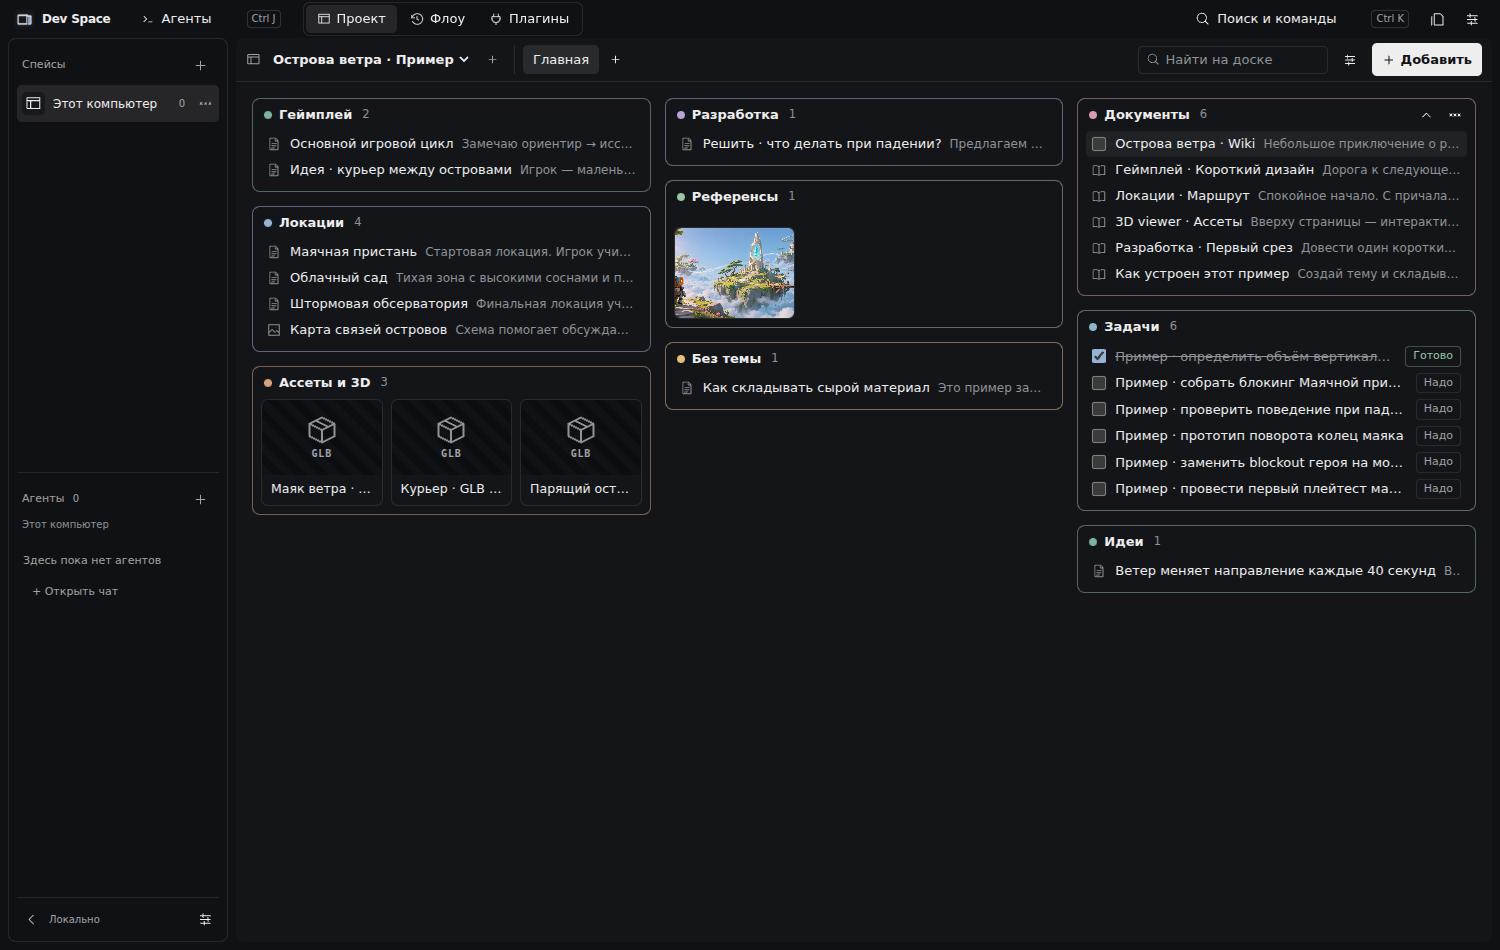 Dev Space
Агенты
Ctrl J
Проект
Флоу
Плагины
Поиск и команды
Ctrl K
Спейсы
Этот компьютер 0
Агенты 0
Этот компьютер
Здесь пока нет агентов
+ Открыть чат
Локально
Острова ветра · Пример
Главная
Найти на доске
Добавить
Геймплей 2
Основной игровой цикл Замечаю ориентир → исс…
Идея · курьер между островами Игрок — малень…
Локации 4
Маячная пристань Стартовая локация. Игрок учи…
Облачный сад Тихая зона с высокими соснами и п…
Штормовая обсерватория Финальная локация уч…
Карта связей островов Схема помогает обсужда…
Ассеты и 3D 3
GLB
GLB
GLB
Маяк ветра · …
Курьер · GLB …
Парящий ост…
Разработка 1
Решить · что делать при падении? Предлагаем …
Референсы 1
Без темы 1
Как складывать сырой материал Это пример за…
Документы 6
Острова ветра · Wiki Небольшое приключение о р…
Геймплей · Короткий дизайн Дорога к следующе…
Локации · Маршрут Спокойное начало. С причала…
3D viewer · Ассеты Вверху страницы — интеракти…
Разработка · Первый срез Довести один коротки…
Как устроен этот пример Создай тему и складыв…
Задачи 6
Пример · определить объём вертикал… Готово
Пример · собрать блокинг Маячной при… Надо
Пример · проверить поведение при пад… Надо
Пример · прототип поворота колец маяка Надо
Пример · заменить blockout героя на мо… Надо
Пример · провести первый плейтест ма… Надо
Идеи 1
Ветер меняет направление каждые 40 секунд В…